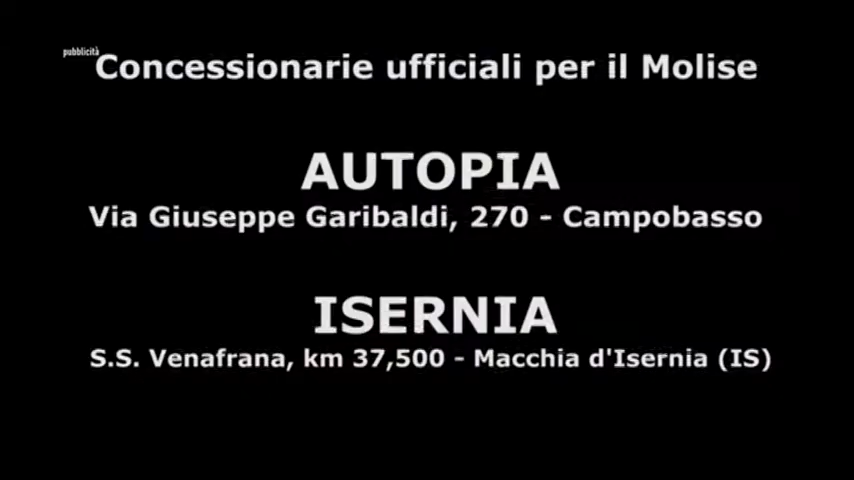 pubblicità
Concessionarie ufficiali per il Molise
AUTOPIA
Via Giuseppe Garibaldi, 270 - Campobasso
ISERNIA
S.S. Venafrana, km 37,500 - Macchia d'Isernia (IS)